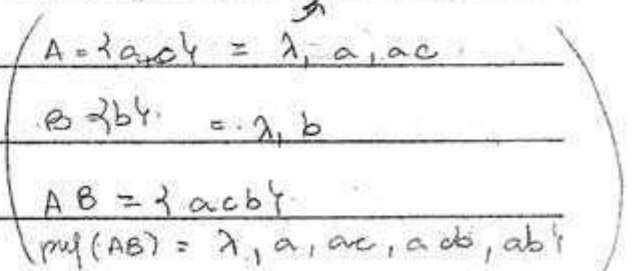 A = {a,c} = λ, a, ac
B {b} = λ, b
AB = {acb}
pref(AB) = λ, a, ac, acb, ab}